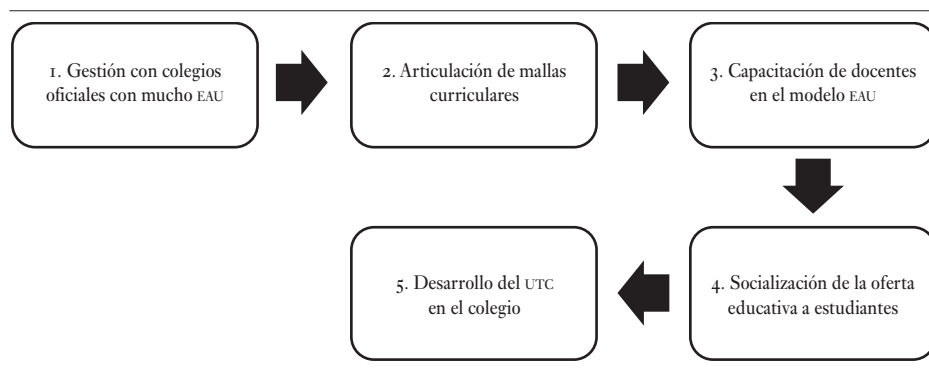 1. Gestión con colegios
oficiales con mucho EAU
2. Articulación de mallas
curriculares
3. Capacitación de docentes
en el modelo EAU
4. Socialización de la oferta
educativa a estudiantes
5. Desarrollo del UTC
en el colegio